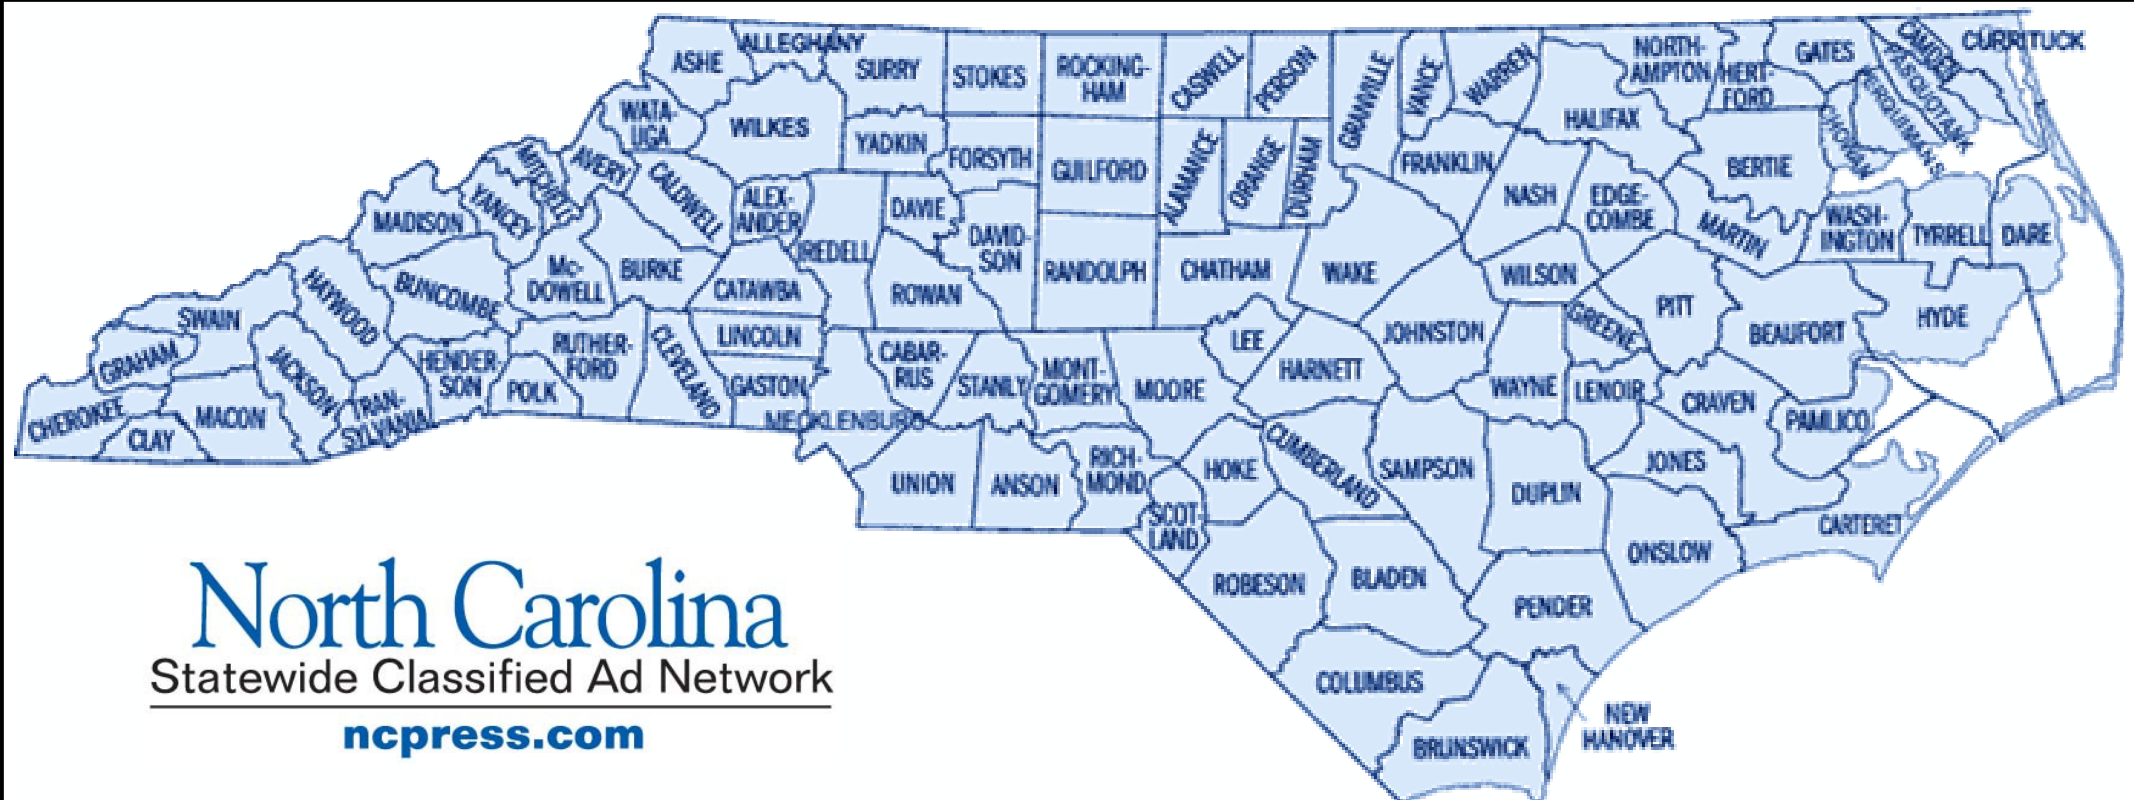 ALLEGHANY
ASHE
SURRY
STOKES
ROCKING-
HAM
CASWELL
PERSON
GRANVILLE
VANCE
WARREN
NORTH-
AMPTON
HERT-
FORD
GATES
CAMDEN
CURRITUCK
PASQUOTANK
PERQUIMANS
CHOWAN
WATA-
UGA
WILKES
YADKIN
FORSYTH
GUILFORD
ALAMANCE
ORANGE
DURHAM
FRANKLIN
HALIFAX
BERTIE
MITCHELL
AVERY
CALDWELL
ALEX-
ANDER
IREDELL
DAVIE
DAVID-
SON
RANDOLPH
CHATHAM
WAKE
NASH
EDGE-
COMBE
MARTIN
WASH-
INGTON
TYRRELL
DARE
MADISON
YANCEY
HAYWOOD
BUNCOMBE
Mc-
DOWELL
BURKE
CATAWBA
ROWAN
WILSON
PITT
BEAUFORT
HYDE
SWAIN
GRAHAM
JACKSON
HENDER-
SON
RUTHER-
FORD
POLK
CLEVELAND
LINCOLN
GASTON
MECKLENBURG
CABAR-
RUS
STANLY
MONT-
GOMERY
MOORE
LEE
HARNETT
JOHNSTON
GREENE
WAYNE
LENOIR
CRAVEN
PAMLICO
CHEROKEE
CLAY
MACON
TRAN-
SYLVANIA
UNION
ANSON
RICH-
MOND
SCOT-
LAND
HOKE
CUMBERLAND
SAMPSON
DUPLIN
JONES
CARTERET
ONSLOW
ROBESON
BLADEN
PENDER
COLUMBUS
BRUNSWICK
NEW
HANOVER
North Carolina
Statewide Classified Ad Network
ncpress.com